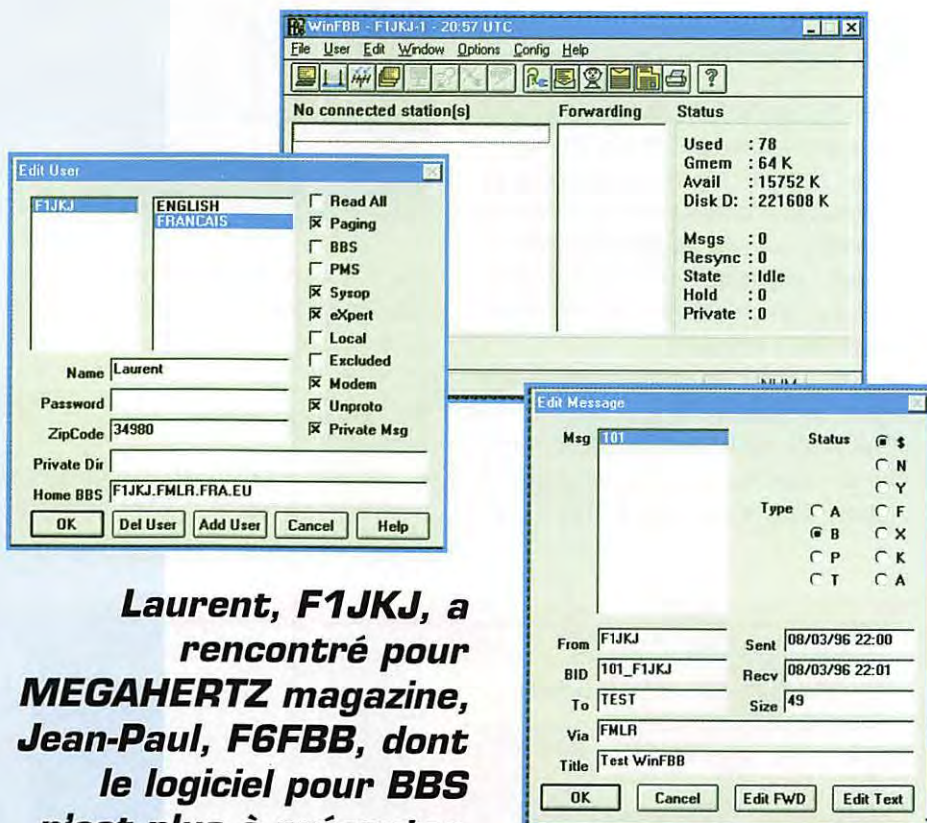 WinFBB - F1JKJ-1 - 20:57 UTC
File User Edit Window Options Config Help
No connected station(s) Forwarding Status
Used : 78
Gmem : 64 K
Avail : 15752 K
Disk D: : 221608 K
Msgs : 0
Resync : 0
State : Idle
Hold : 0
Private : 0
Edit User
F1JKJ
ENGLISH
FRANCAIS
Read All
Paging
BBS
PMS
Sysop
eXpert
Local
Excluded
Modem
Unproto
Private Msg
Name Laurent
Password
ZipCode 34980
Private Dir
Home BBS F1JKJ.FMLR.FRA.EU
OK Del User Add User Cancel Help
Edit Message
Msg 101
Status $
N
Y
Type A F
B X
P K
T A
From F1JKJ Sent 08/03/96 22:00
BID 101_F1JKJ Recv 08/03/96 22:01
To TEST Size 49
Via FMLR
Title Test WinFBB
OK Cancel Edit FWD Edit Text
Laurent, F1JKJ, a
rencontré pour
MEGAHERTZ magazine,
Jean-Paul, F6FBB, dont
le logiciel pour BBS